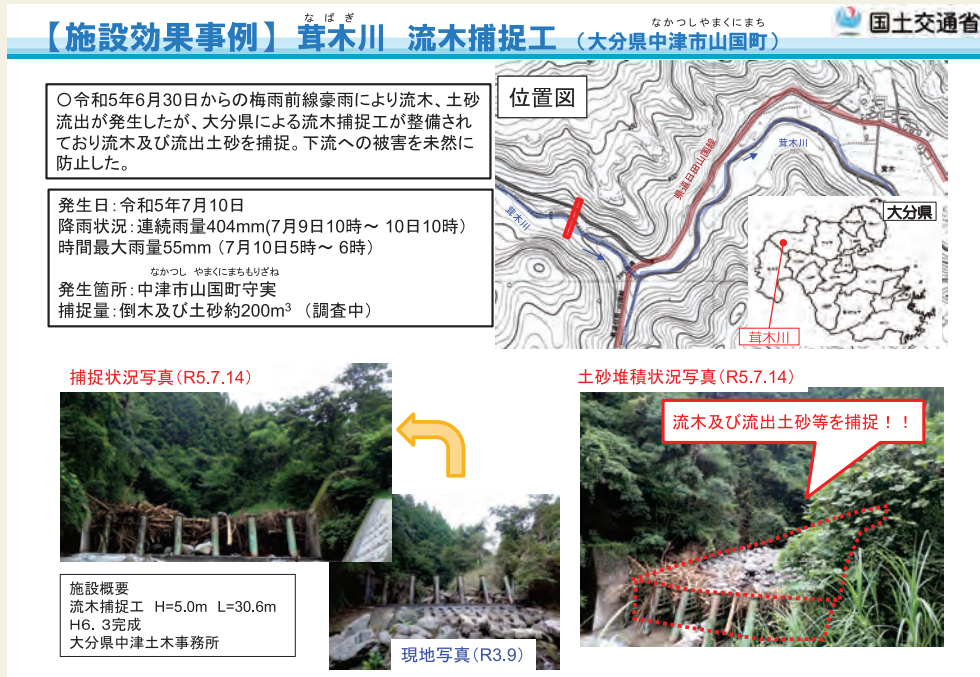 なばぎ
なかつしやまくにまち
【施設効果事例】 茸木川 流木捕捉工 （大分県中津市山国町）
国土交通省
〇令和5年6月30日からの梅雨前線豪雨により流木、土砂
流出が発生したが、大分県による流木捕捉工が整備され
ており流木及び流出土砂を捕捉。下流への被害を未然に
防止した。
発生日：令和5年7月10日
降雨状況：連続雨量404mm(7月9日10時～ 10日10時）
時間最大雨量55mm （7月10日5時～ 6時）
なかつし やまくにまちもりざね
発生箇所：中津市山国町守実
捕捉量：倒木及び土砂約200m³ （調査中）
位置図
茸木川
県道日田山国線
茸木川
茸木
大分県
茸木川
捕捉状況写真（R5.7.14）
施設概要
流木捕捉工 H=5.0m L=30.6m
H6．3完成
大分県中津土木事務所
現地写真（R3.9）
土砂堆積状況写真（R5.7.14）
流木及び流出土砂等を捕捉！！